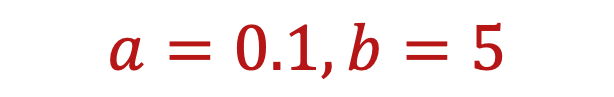 a = 0.1, b = 5